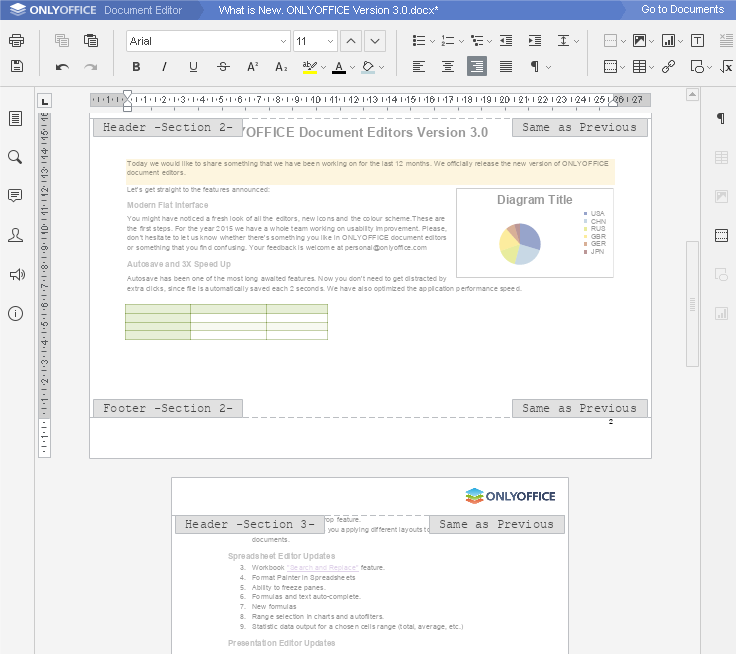 ONLYOFFICE Document Editor What is New. ONLYOFFICE Version 3.0.docx* Go to Documents
Arial 11
Header -Section 2- Same as Previous
YOFFICE Document Editors Version 3.0
Today we would like to share something that we have been working on for the last 12 months. We officially release the new version of ONLYOFFICE
document editors.
Let's get straight to the features announced:
Modern Flat Interface
You might have noticed a fresh look of all the editors, new icons and the colour scheme.These are
the first steps. For the year 2015 we have a whole team working on usability improvement. Please,
don't hesitate to let us know whether there's something you like in ONLYOFFICE document editors
or something that you find confusing. Your feedback is welcome at personal@onlyoffice.com
Diagram Title
USA
CHN
RUS
GBR
GER
JPN
Autosave and 3X Speed Up
Autosave has been one of the most long awaited features. Now you don't need to get distracted by
extra clicks, since file is automatically saved each 2 seconds. We have also optimized the application performance speed.
Footer -Section 2- Same as Previous
2
ONLYOFFICE
Header -Section 3- Same as Previous
op feature.
you applying different layouts to
documents.
Spreadsheet Editor Updates
3. Workbook "Search and Replace" feature.
4. Format Painter in Spreadsheets
5. Ability to freeze panes.
6. Formulas and text auto-complete.
7. New formulas
8. Range selection in charts and autofilters.
9. Statistic data output for a chosen cells range (total, average, etc.)
Presentation Editor Updates